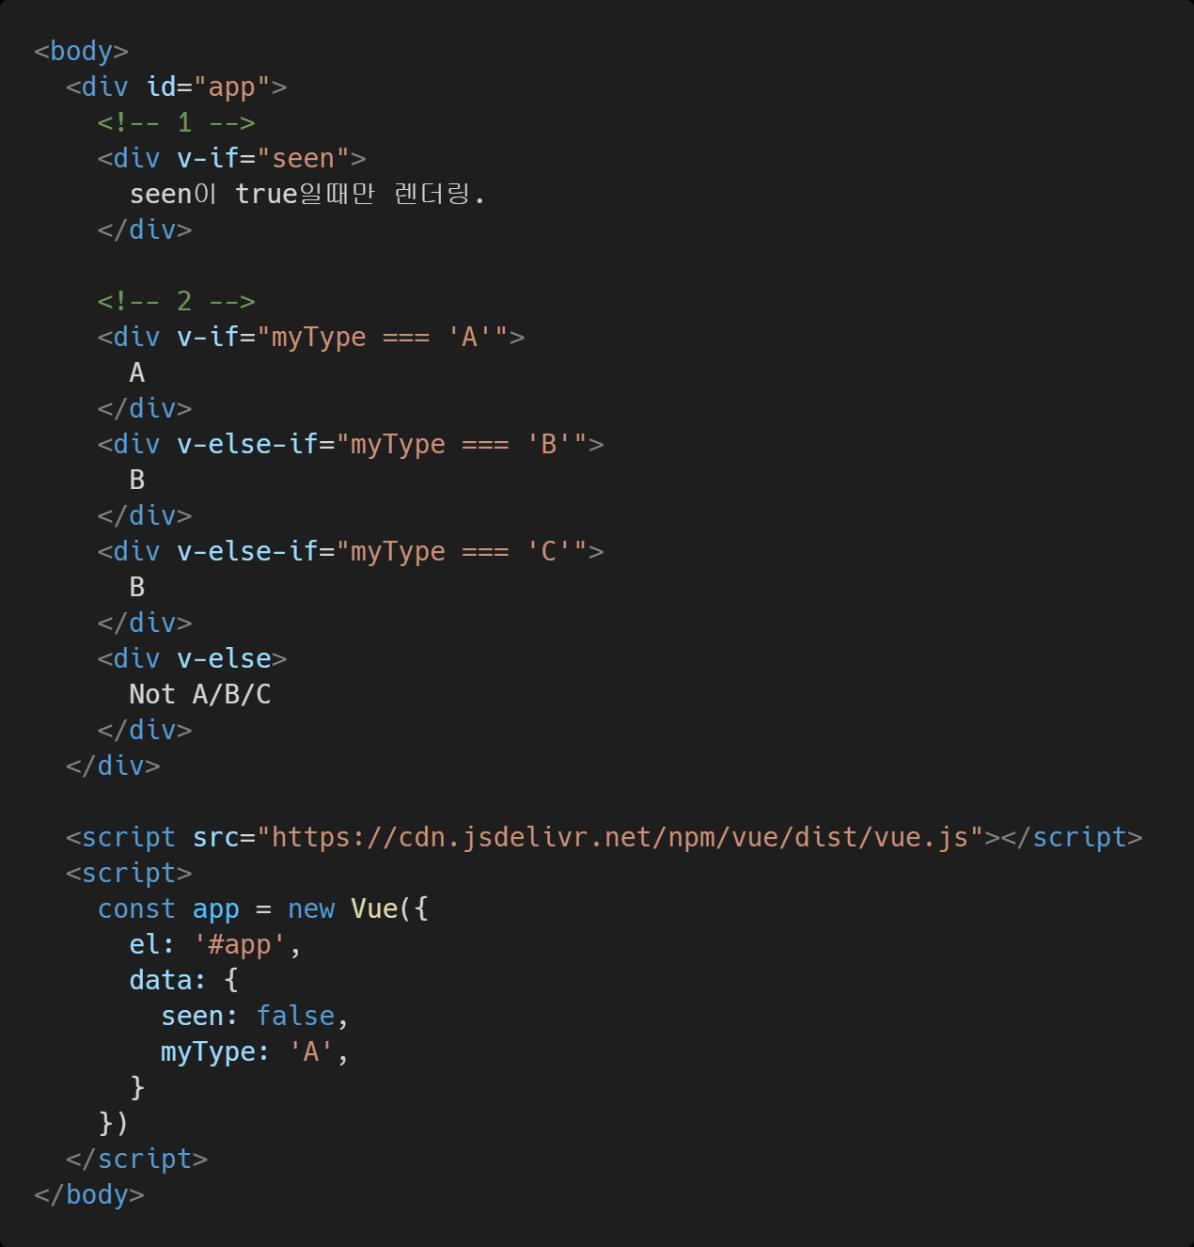 <body>
  <div id="app">
    <!-- 1 -->
    <div v-if="seen">
      seen이 true일때만 렌더링.
    </div>

    <!-- 2 -->
    <div v-if="myType === 'A'">
      A
    </div>
    <div v-else-if="myType === 'B'">
      B
    </div>
    <div v-else-if="myType === 'C'">
      B
    </div>
    <div v-else>
      Not A/B/C
    </div>
  </div>

  <script src="https://cdn.jsdelivr.net/npm/vue/dist/vue.js"></script>
  <script>
    const app = new Vue({
      el: '#app',
      data: {
        seen: false,
        myType: 'A',
      }
    })
  </script>
</body>